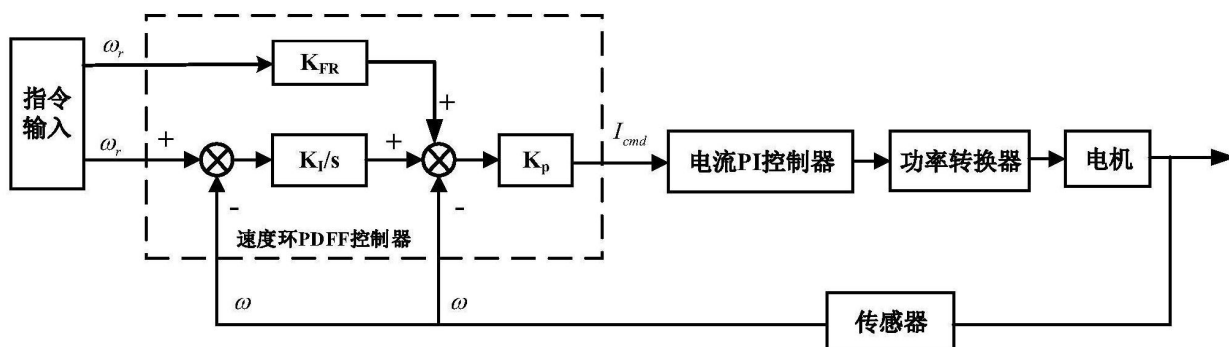 ω_r
K_FR
指令
输入
+
ω_r
+
K_I/s
+
K_p
I_cmd
电流PI控制器
功率转换器
电机
-
-
速度环PDFF控制器
ω
ω
传感器